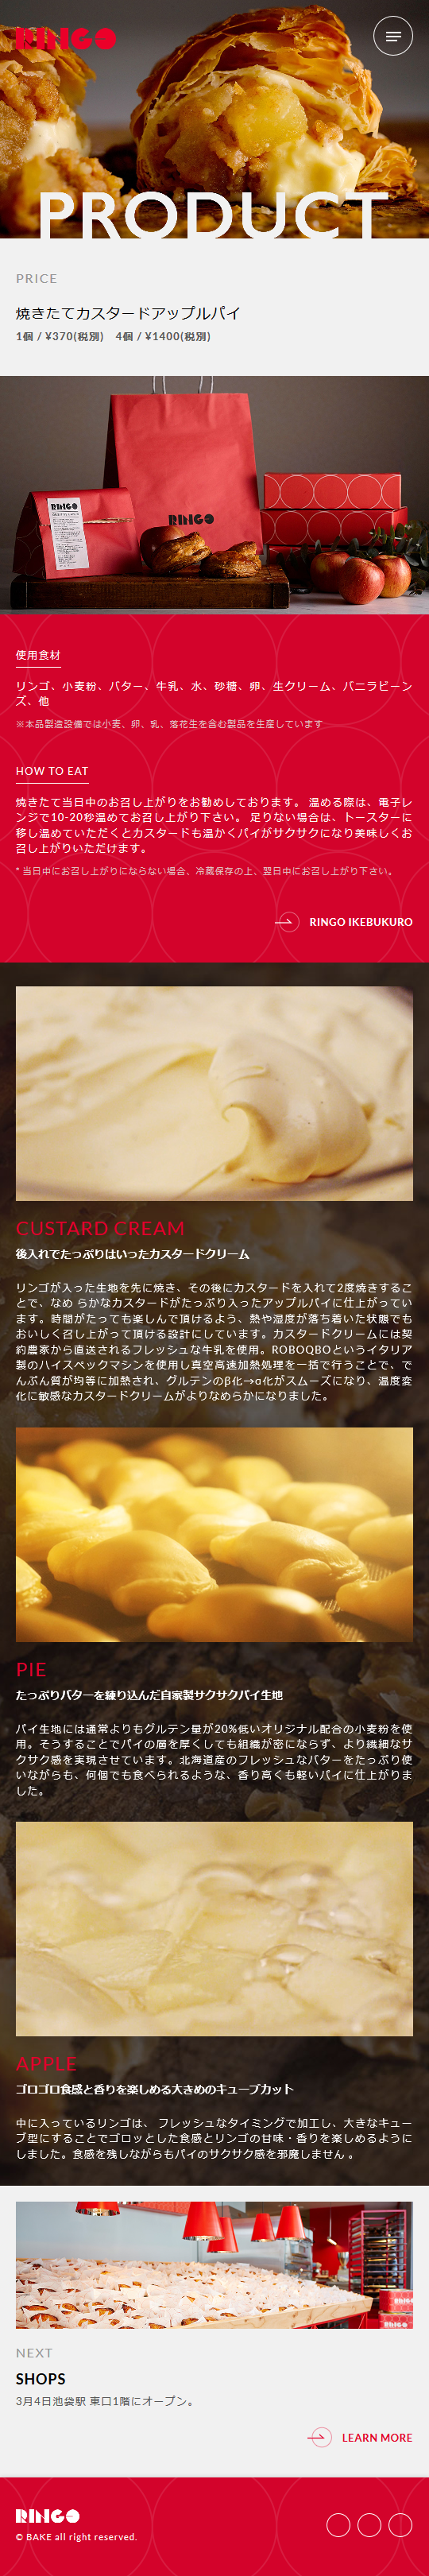 RINGO
PRODUCT
PRICE
焼きたてカスタードアップルパイ
1個 / ¥370(税別)　4個 / ¥1400(税別)
RINGO
使用食材
リンゴ、小麦粉、バター、牛乳、水、砂糖、卵、生クリーム、バニラビーン
ズ、他
※本品製造設備では小麦、卵、乳、落花生を含む製品を生産しています
HOW TO EAT
焼きたて当日中のお召し上がりをお勧めしております。 温める際は、電子レ
ンジで10-20秒温めてお召し上がり下さい。 足りない場合は、トースターに
移し温めていただくとカスタードも温かくパイがサクサクになり美味しくお
召し上がりいただけます。
* 当日中にお召し上がりにならない場合、冷蔵保存の上、翌日中にお召し上がり下さい。
RINGO IKEBUKURO
CUSTARD CREAM
後入れでたっぷりはいったカスタードクリーム
リンゴが入った生地を先に焼き、その後にカスタードを入れて2度焼きするこ
とで、なめ らかなカスタードがたっぷり入ったアップルパイに仕上がってい
ます。時間がたっても楽しんで頂けるよう、熱や湿度が落ち着いた状態でも
おいしく召し上がって頂ける設計にしています。カスタードクリームには契
約農家から直送されるフレッシュな牛乳を使用。ROBOQBOというイタリア
製のハイスペックマシンを使用し真空高速加熱処理を一括で行うことで、で
んぷん質が均等に加熱され、グルテンのβ化→α化がスムーズになり、温度変
化に敏感なカスタードクリームがよりなめらかになりました。
PIE
たっぷりバターを練り込んだ自家製サクサクパイ生地
パイ生地には通常よりもグルテン量が20%低いオリジナル配合の小麦粉を使
用。そうすることでパイの層を厚くしても組織が密にならず、より繊細なサ
クサク感を実現させています。北海道産のフレッシュなバターをたっぷり使
いながらも、何個でも食べられるような、香り高くも軽いパイに仕上がりま
した。
APPLE
ゴロゴロ食感と香りを楽しめる大きめのキューブカット
中に入っているリンゴは、 フレッシュなタイミングで加工し、大きなキュー
ブ型にすることでゴロッとした食感とリンゴの甘味・香りを楽しめるように
しました。食感を残しながらもパイのサクサク感を邪魔しません 。
RINGO
NEXT
SHOPS
3月4日池袋駅 東口1階にオープン。
LEARN MORE
RINGO
© BAKE all right reserved.